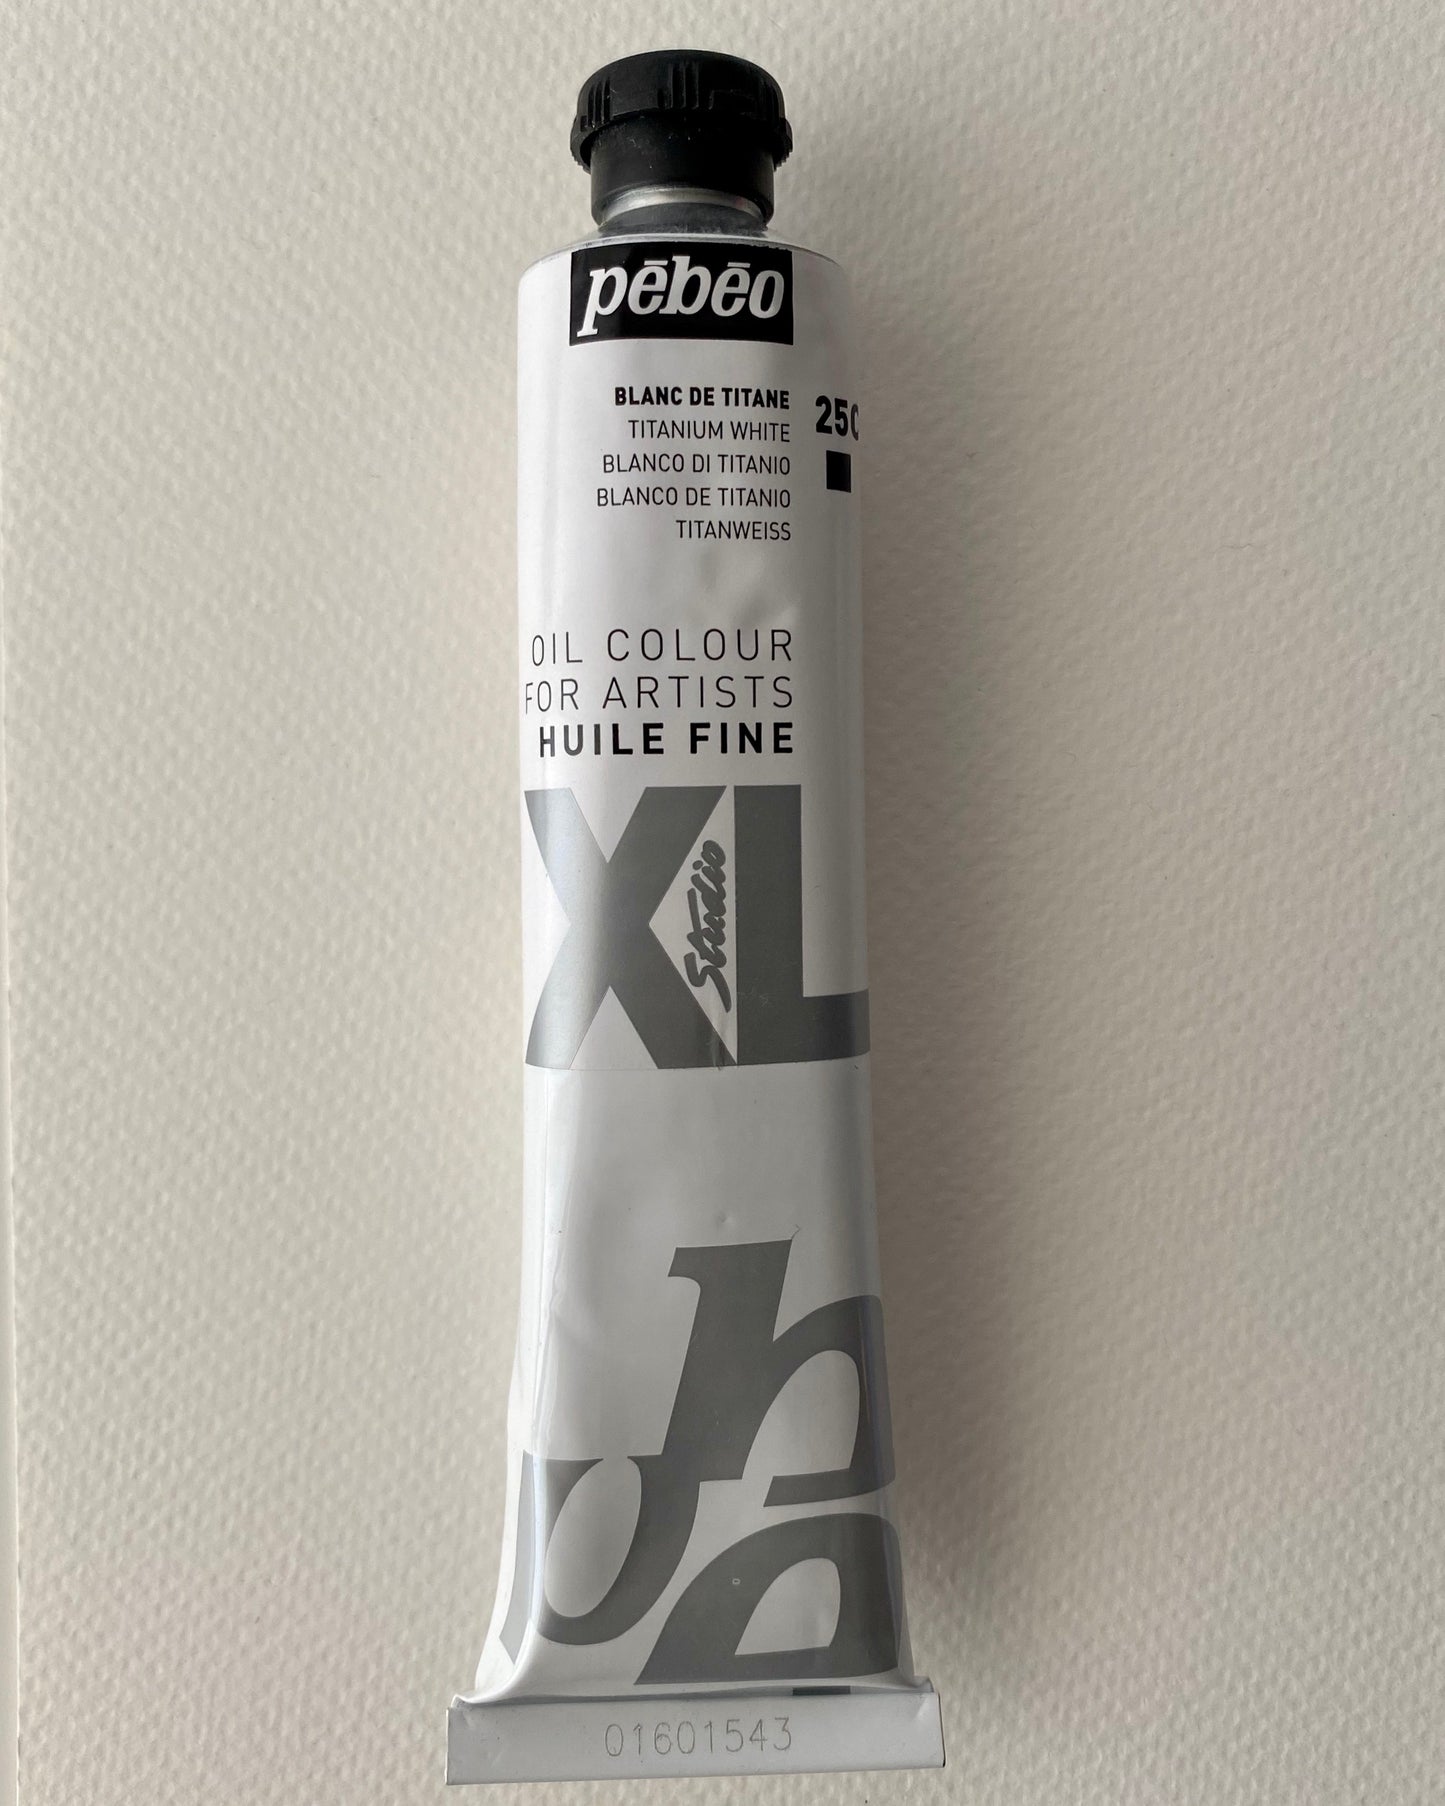 pēbēo
BLANC DE TITANE
TITANIUM WHITE
BLANCO DI TITANIO
BLANCO DE TITANIO
TITANWEISS
25
OIL COLOUR
FOR ARTISTS
HUILE FINE
XL
Studio
01601543